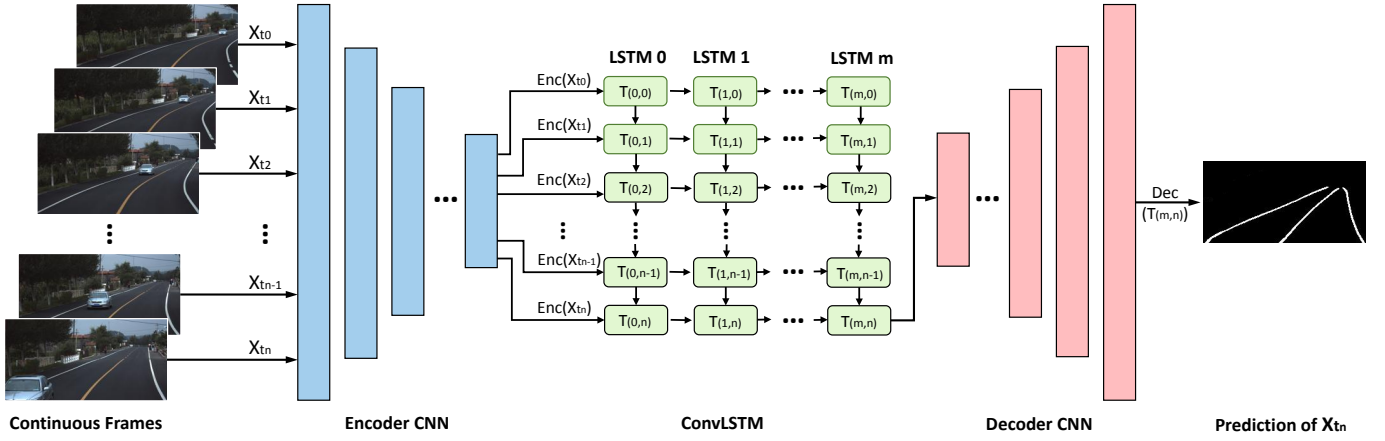 Xt0
Xt1
Xt2
Xtn-1
Xtn
LSTM 0 LSTM 1 LSTM m
Enc(Xt0) T(0,0) T(1,0) ••• T(m,0)
Enc(Xt1) T(0,1) T(1,1) ••• T(m,1)
Enc(Xt2) T(0,2) T(1,2) ••• T(m,2)
Enc(Xtn-1) T(0,n-1) T(1,n-1) ••• T(m,n-1)
Enc(Xtn) T(0,n) T(1,n) ••• T(m,n)
Dec
(T(m,n))
Continuous Frames Encoder CNN ConvLSTM Decoder CNN Prediction of Xtn